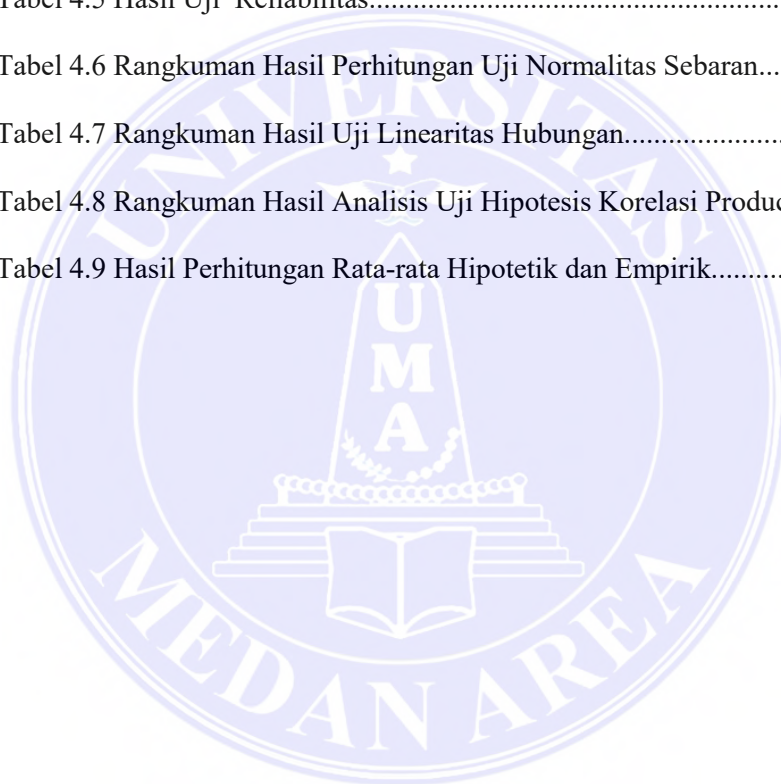 Tabel 4.5 Hasil Uji Reliabilitas..........................................................
Tabel 4.6 Rangkuman Hasil Perhitungan Uji Normalitas Sebaran...
Tabel 4.7 Rangkuman Hasil Uji Linearitas Hubungan.....................
Tabel 4.8 Rangkuman Hasil Analisis Uji Hipotesis Korelasi Produc
Tabel 4.9 Hasil Perhitungan Rata-rata Hipotetik dan Empirik..........
UNIVERSITAS
UMA
MEDAN AREA